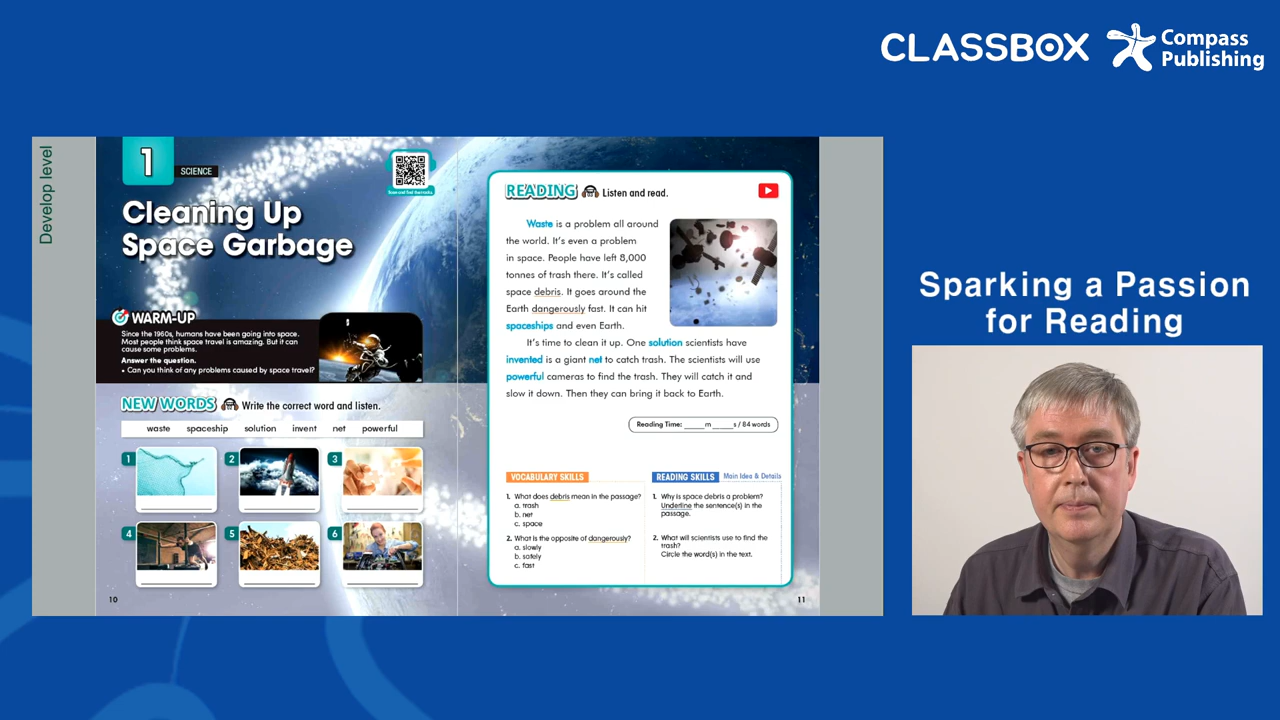 CLASSBOX
Compass
Publishing
Develop level
1
SCIENCE
Cleaning Up
Space Garbage
WARM-UP
Since the 1960s, humans have been going into space.
Most people think space travel is amazing. But it can
cause some problems.
Answer the question.
• Can you think of any problems caused by space travel?
NEW WORDS
Write the correct word and listen.
waste spaceship solution invent net powerful
1
2
3
4
5
6
10
READING
Listen and read.
Waste is a problem all around
the world. It's even a problem
in space. People have left 8,000
tonnes of trash there. It's called
space debris. It goes around the
Earth dangerously fast. It can hit
spaceships and even Earth.
It's time to clean it up. One solution scientists have
invented is a giant net to catch trash. The scientists will use
powerful cameras to find the trash. They will catch it and
slow it down. Then they can bring it back to Earth.
Reading Time: _____m _____s / 84 words
VOCABULARY SKILLS
1. What does debris mean in the passage?
a. trash
b. net
c. space
2. What is the opposite of dangerously?
a. slowly
b. safely
c. fast
READING SKILLS Main Idea & Details
1. Why is space debris a problem?
Underline the sentence(s) in the
passage.
2. What will scientists use to find the
trash?
Circle the word(s) in the text.
11
Sparking a Passion
for Reading